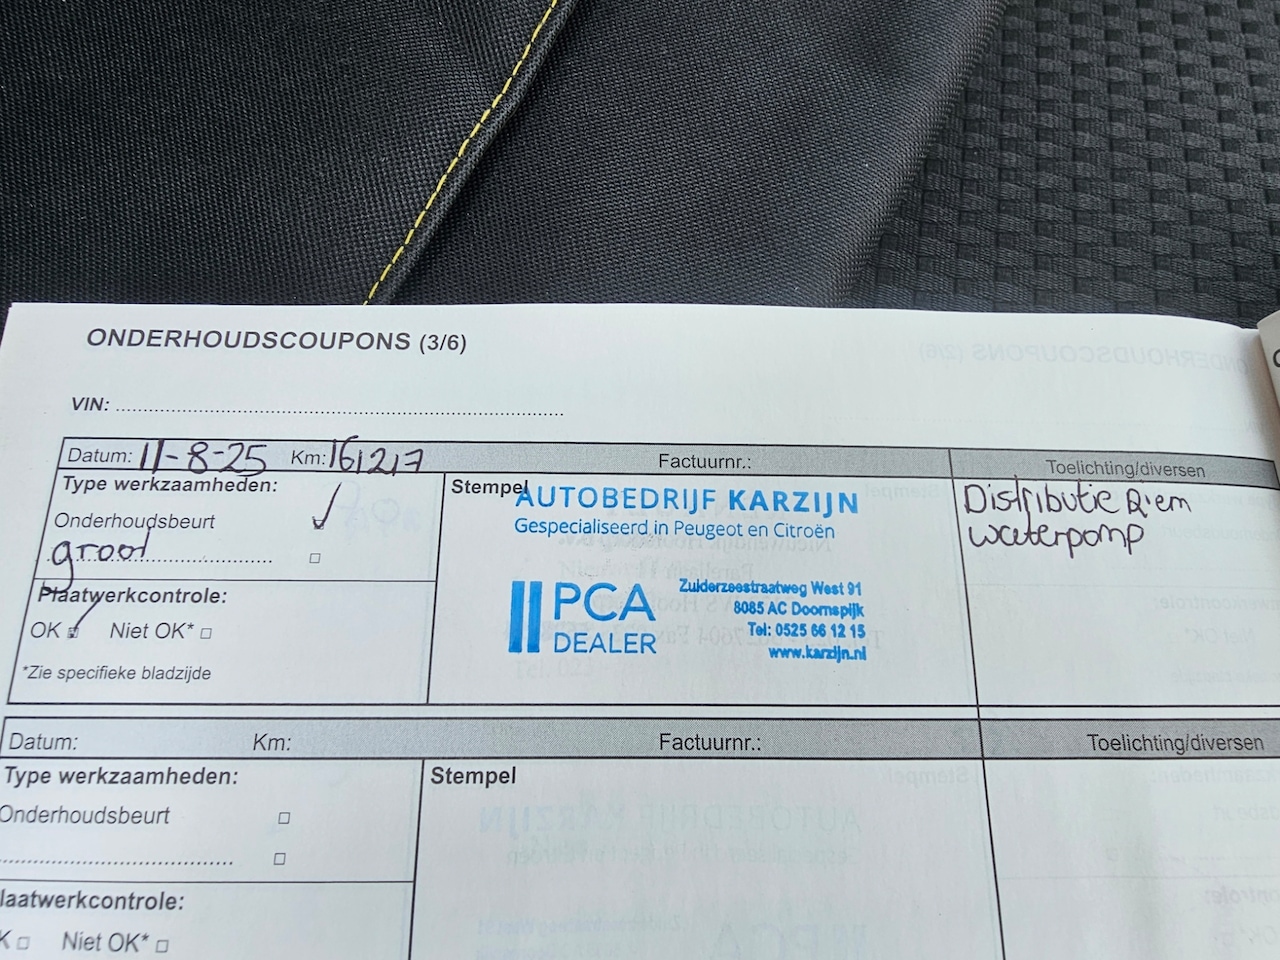 ONDERHOUDSCOUPONS (3/6)
VIN:
Datum: 11-8-25 Km: 161217 Factuurnr.: Toelichting/diversen
Type werkzaamheden:
Onderhoudsbeurt
groot
Plaatwerkcontrole:
OK Niet OK*
*Zie specifieke bladzijde
Stempel
AUTOBEDRIJF KARZIJN
Gespecialiseerd in Peugeot en Citroën
PCA
DEALER
Zuiderzeestraatweg West 91
8085 AC Doornspijk
Tel: 0525 66 12 15
www.karzijn.nl
Distributie Riem
waterpomp
Datum: Km: Factuurnr.: Toelichting/diversen
Type werkzaamheden:
Onderhoudsbeurt
laatwerkcontrole:
K Niet OK*
Stempel